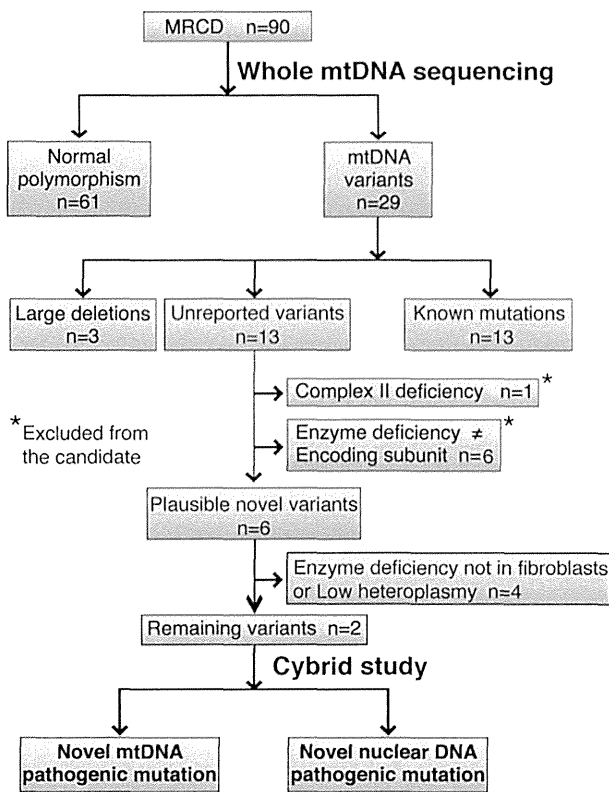 MRCD n=90
Whole mtDNA sequencing
Normal
polymorphism
n=61
mtDNA
variants
n=29
Large deletions
n=3
Unreported variants
n=13
Known mutations
n=13
Complex II deficiency n=1 *
*Excluded from
the candidate
Enzyme deficiency ≠ *
Encoding subunit n=6
Plausible novel variants
n=6
Enzyme deficiency not in fibroblasts
or Low heteroplasmy n=4
Remaining variants n=2
Cybrid study
Novel mtDNA
pathogenic mutation
Novel nuclear DNA
pathogenic mutation